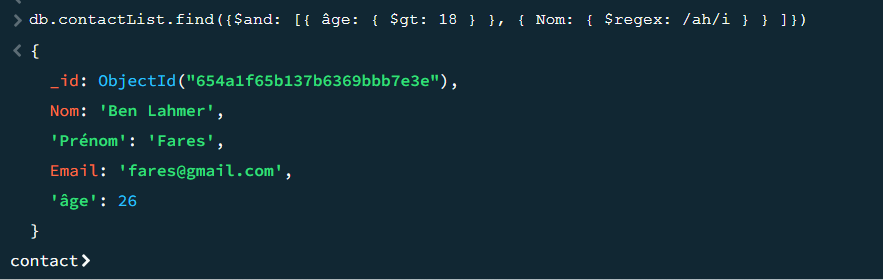 > db.contactList.find({$and: [{ âge: { $gt: 18 } }, { Nom: { $regex: /ah/i } } ]})
< {
_id: ObjectId("654a1f65b137b6369bbb7e3e"),
Nom: 'Ben Lahmer',
'Prénom': 'Fares',
Email: 'fares@gmail.com',
'âge': 26
}
contact>